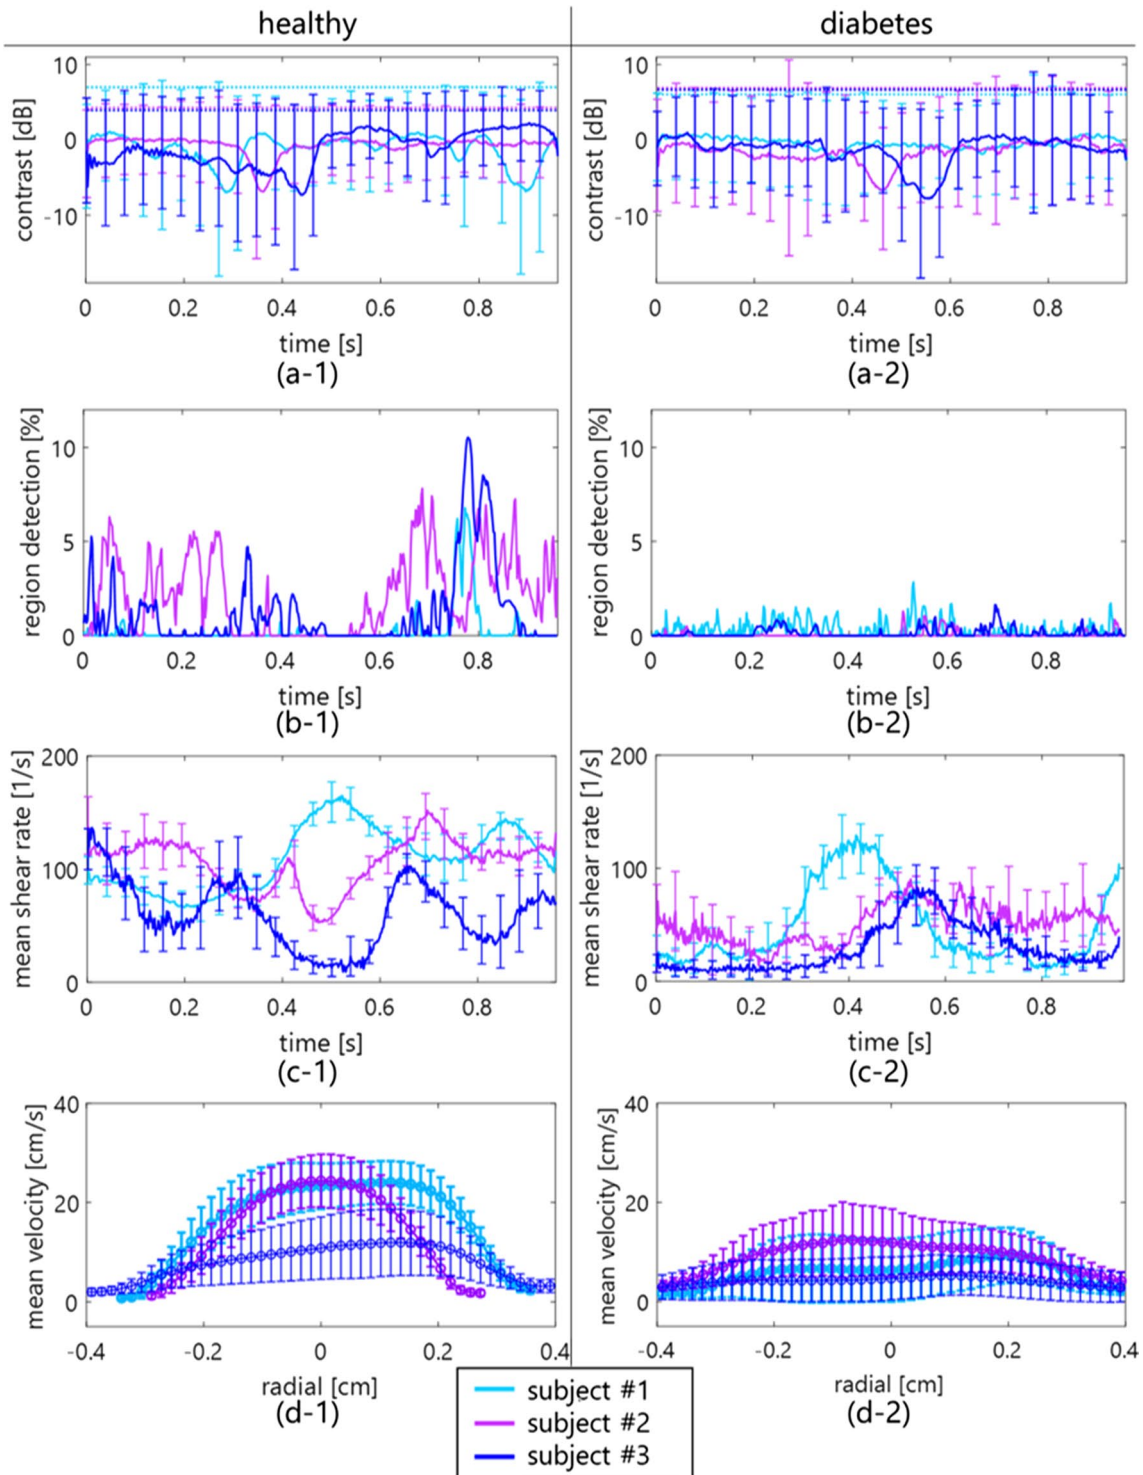 healthy
diabetes
contrast [dB]
10
0
-10
0 0.2 0.4 0.6 0.8
time [s]
(a-1)
contrast [dB]
10
0
-10
0 0.2 0.4 0.6 0.8
time [s]
(a-2)
region detection [%]
10
5
0
0 0.2 0.4 0.6 0.8
time [s]
(b-1)
region detection [%]
10
5
0
0 0.2 0.4 0.6 0.8
time [s]
(b-2)
mean shear rate [1/s]
200
100
0
0 0.2 0.4 0.6 0.8
time [s]
(c-1)
mean shear rate [1/s]
200
100
0
0 0.2 0.4 0.6 0.8
time [s]
(c-2)
mean velocity [cm/s]
40
20
0
-0.4 -0.2 0 0.2 0.4
radial [cm]
(d-1)
mean velocity [cm/s]
40
20
0
-0.4 -0.2 0 0.2 0.4
radial [cm]
(d-2)
subject #1
subject #2
subject #3